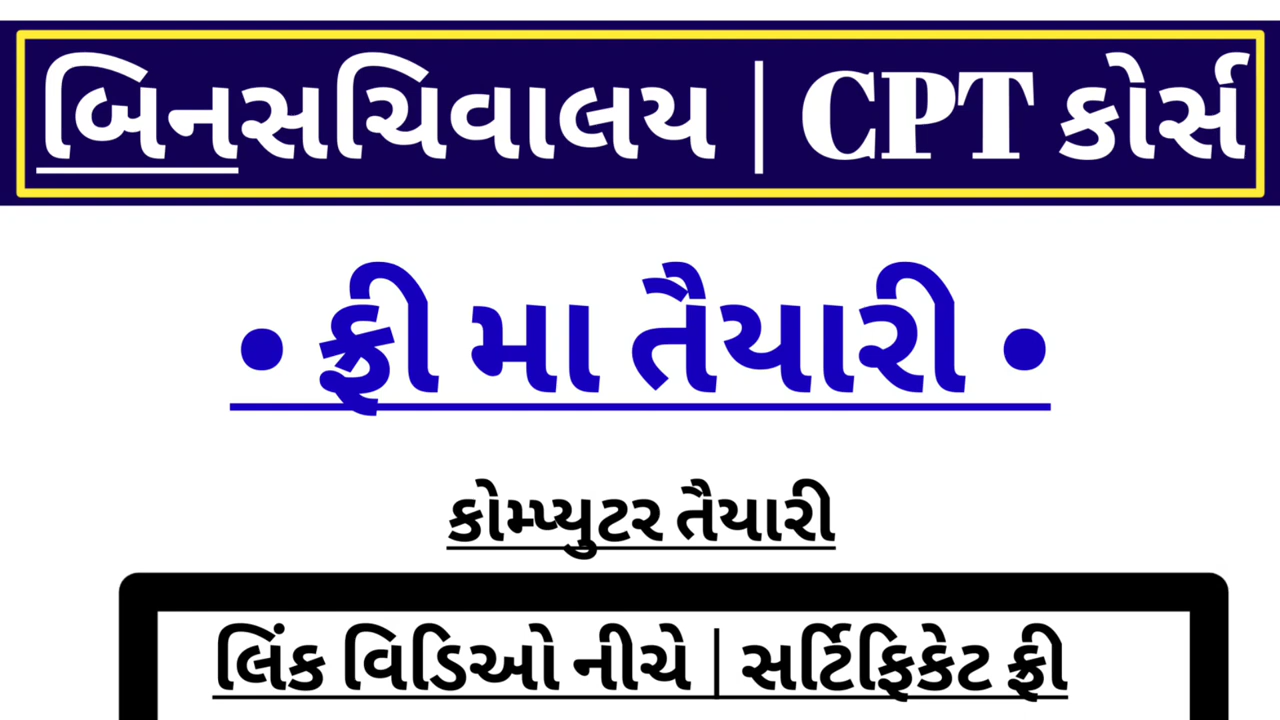 બિનસચિવાલય | CPT કોર્સ
• ફ્રી મા તૈયારી •
કોમ્પ્યુટર તૈયારી
લિંક વિડિઓ નીચે | સર્ટિફિકેટ ફ્રી